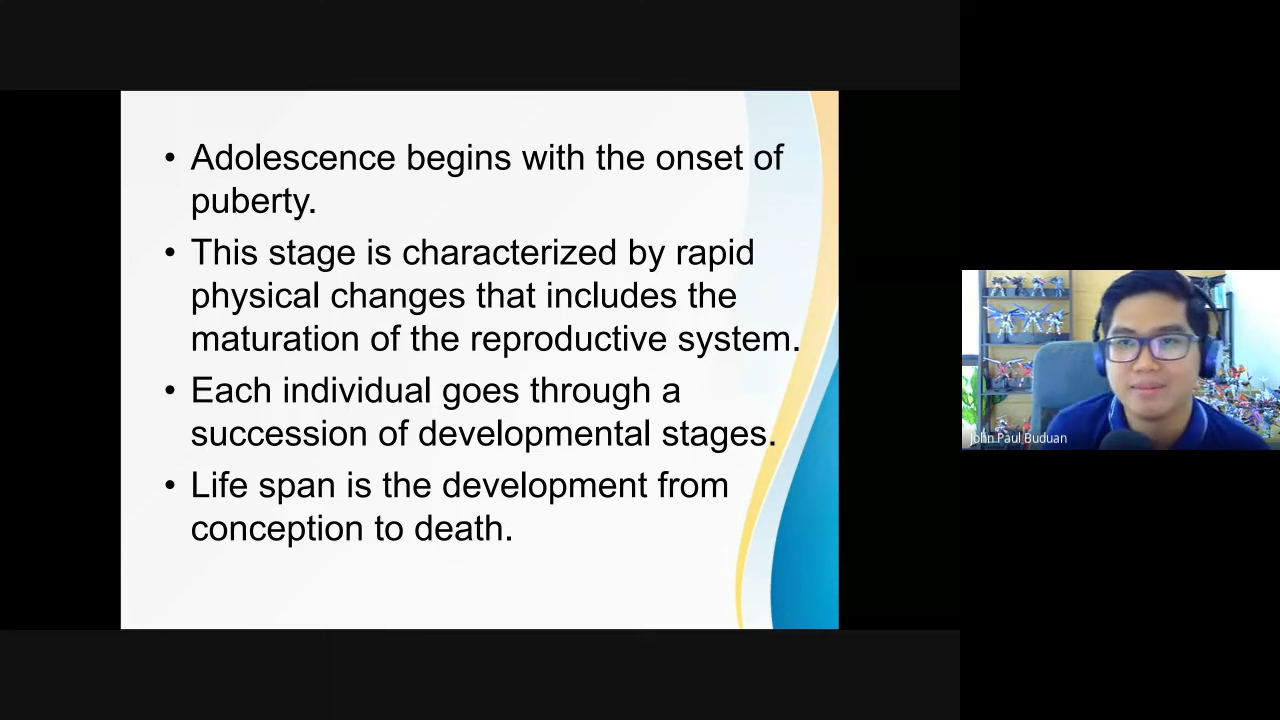 • Adolescence begins with the onset of
puberty.
• This stage is characterized by rapid
physical changes that includes the
maturation of the reproductive system.
• Each individual goes through a
succession of developmental stages.
• Life span is the development from
conception to death.
John Paul Buduan